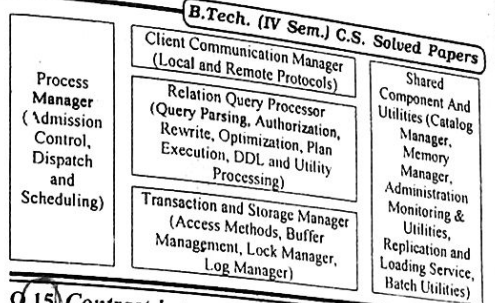 B.Tech. (IV Sem.) C.S. Solved Papers
Process
Manager
(Admission
Control,
Dispatch
and
Scheduling)
Client Communication Manager
(Local and Remote Protocols)
Relation Query Processor
(Query Parsing, Authorization,
Rewrite, Optimization, Plan
Execution, DDL and Utility
Processing)
Transaction and Storage Manager
(Access Methods, Buffer
Management, Lock Manager,
Log Manager)
Shared
Component And
Utilities (Catalog
Manager,
Memory
Manager,
Administration
Monitoring &
Utilities,
Replication and
Loading Service,
Batch Utilities)
Q.15